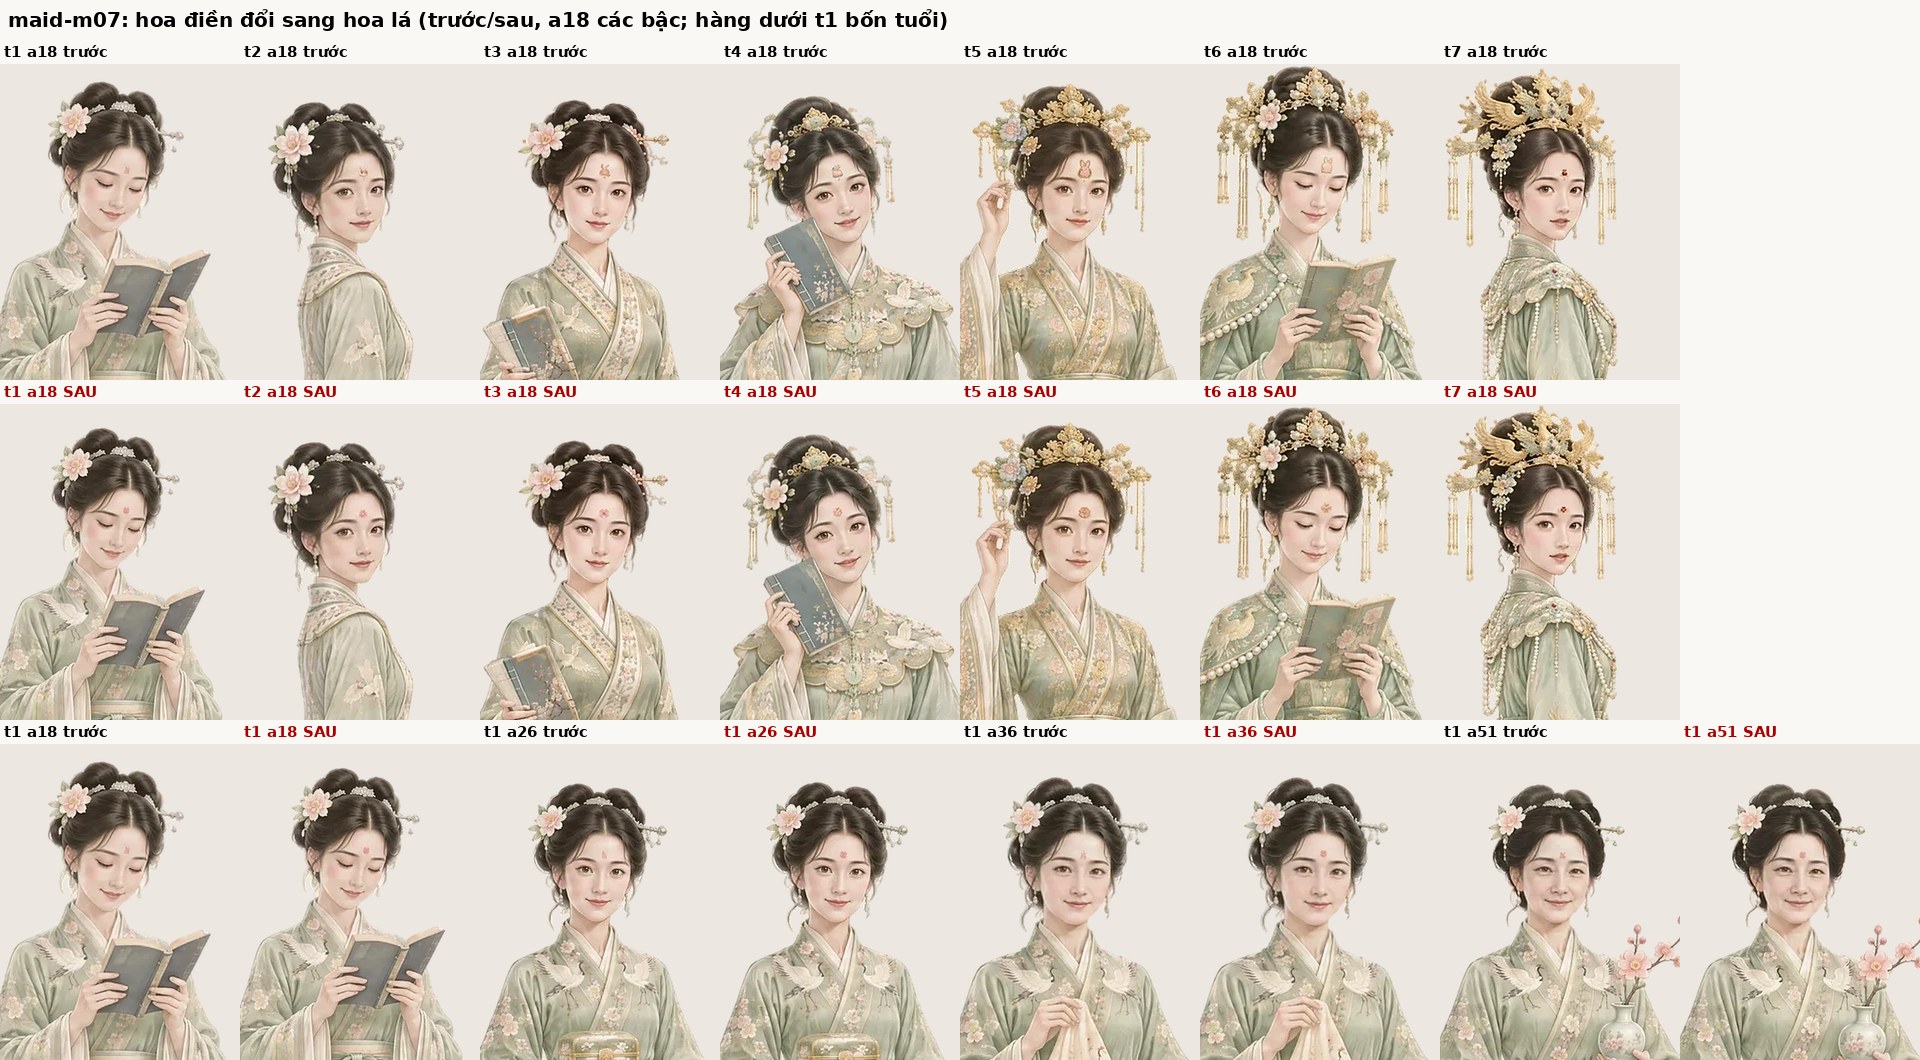 maid-m07: hoa điền đổi sang hoa lá (trước/sau, a18 các bậc; hàng dưới t1 bốn tuổi)
t1 a18 trước
t2 a18 trước
t3 a18 trước
t4 a18 trước
t5 a18 trước
t6 a18 trước
t7 a18 trước
t1 a18 SAU
t2 a18 SAU
t3 a18 SAU
t4 a18 SAU
t5 a18 SAU
t6 a18 SAU
t7 a18 SAU
t1 a18 trước
t1 a18 SAU
t1 a26 trước
t1 a26 SAU
t1 a36 trước
t1 a36 SAU
t1 a51 trước
t1 a51 SAU